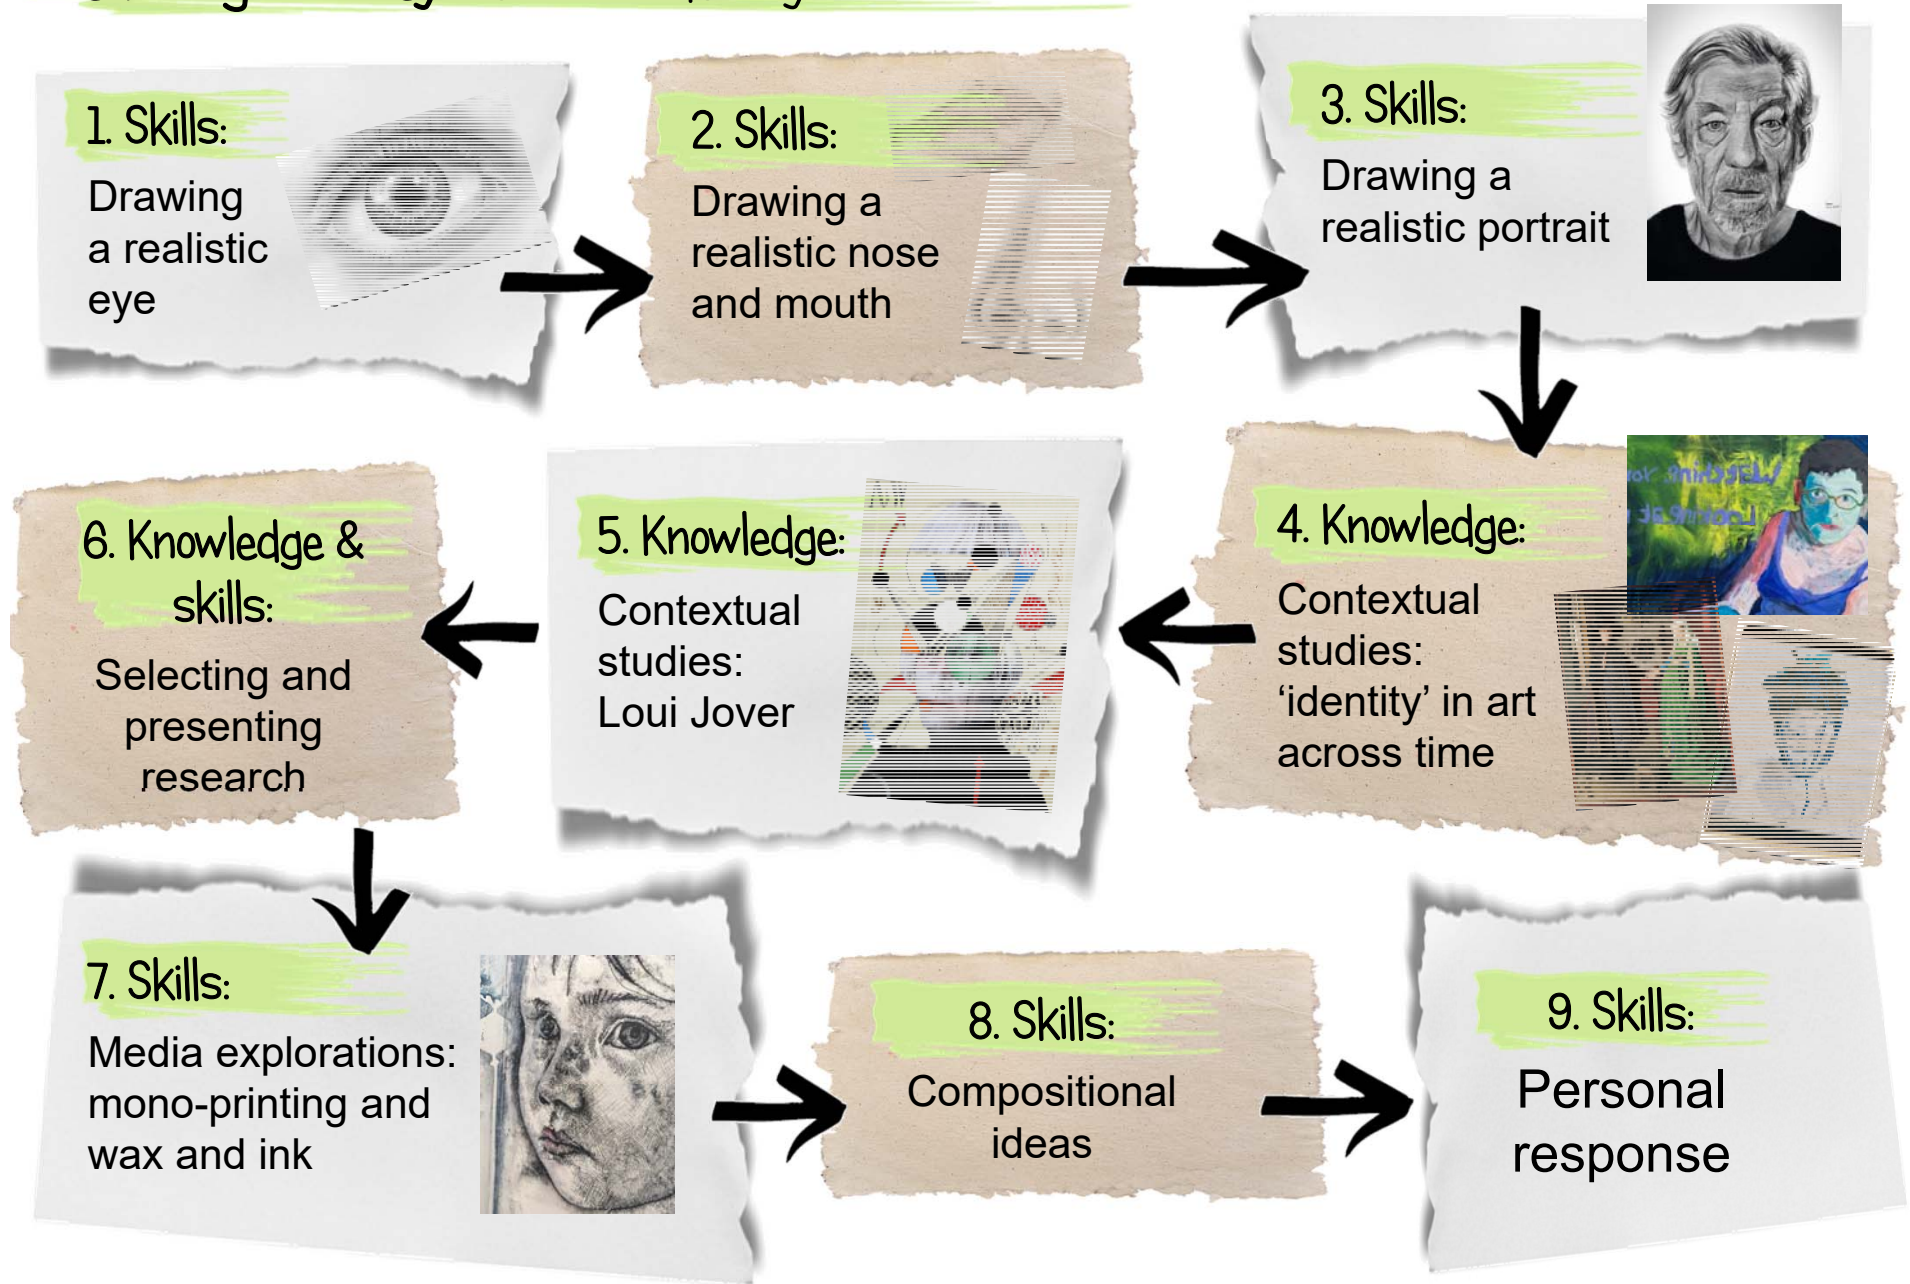 1. Skills:
Drawing
a realistic
eye
2. Skills:
Drawing a
realistic nose
and mouth
3. Skills:
Drawing a
realistic portrait
4. Knowledge:
Contextual
studies:
‘identity’ in art
across time
5. Knowledge:
Contextual
studies:
Loui Jover
6. Knowledge &
skills:
Selecting and
presenting
research
7. Skills:
Media explorations:
mono-printing and
wax and ink
8. Skills:
Compositional
ideas
9. Skills:
Personal
response